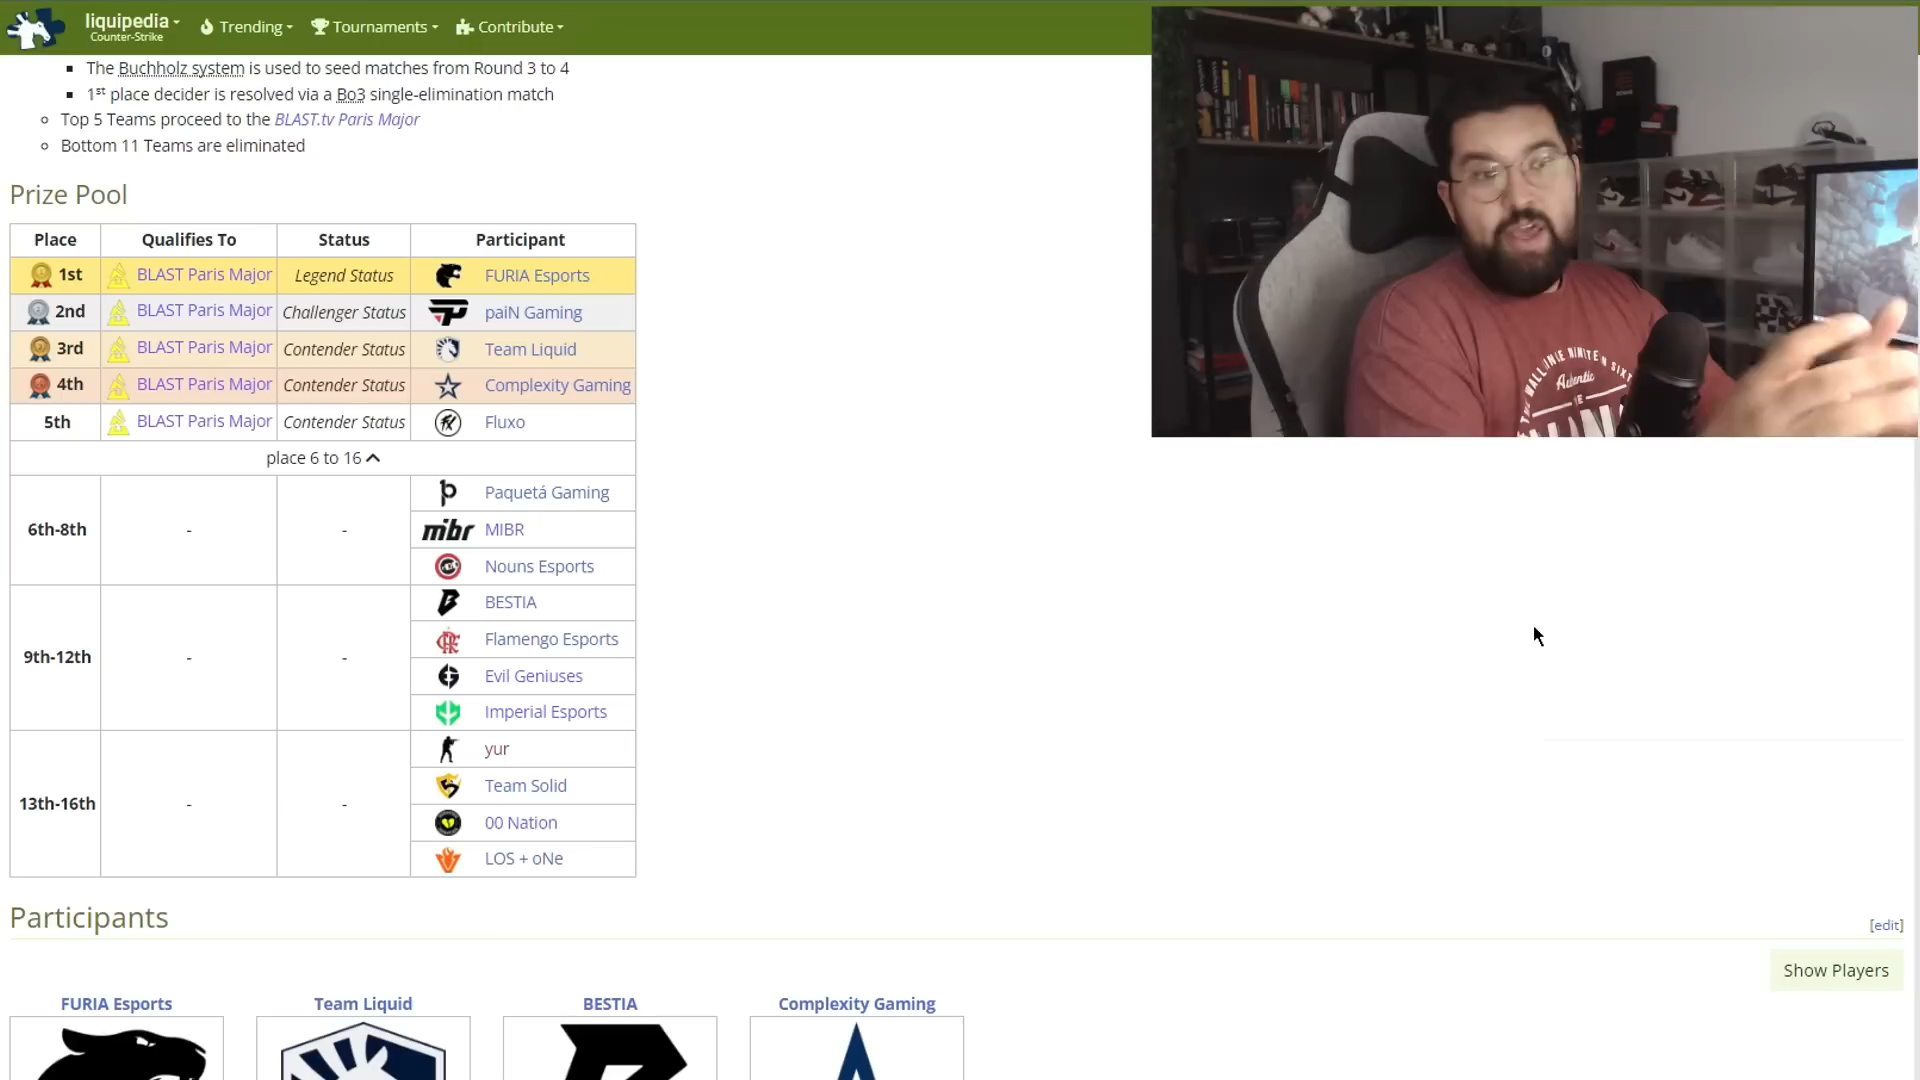 liquipedia
Counter-Strike
Trending
Tournaments
Contribute
The Buchholz system is used to seed matches from Round 3 to 4
1st place decider is resolved via a Bo3 single-elimination match
Top 5 Teams proceed to the BLAST.tv Paris Major
Bottom 11 Teams are eliminated
Prize Pool
Place Qualifies To Status Participant
1st BLAST Paris Major Legend Status FURIA Esports
2nd BLAST Paris Major Challenger Status paiN Gaming
3rd BLAST Paris Major Contender Status Team Liquid
4th BLAST Paris Major Contender Status Complexity Gaming
5th BLAST Paris Major Contender Status Fluxo
place 6 to 16
6th-8th - -
Paquetá Gaming
mibr MIBR
Nouns Esports
9th-12th - -
BESTIA
Flamengo Esports
Evil Geniuses
Imperial Esports
13th-16th - -
yur
Team Solid
00 Nation
LOS + oNe
Participants
[edit]
Show Players
FURIA Esports
Team Liquid
BESTIA
Complexity Gaming
Authentic